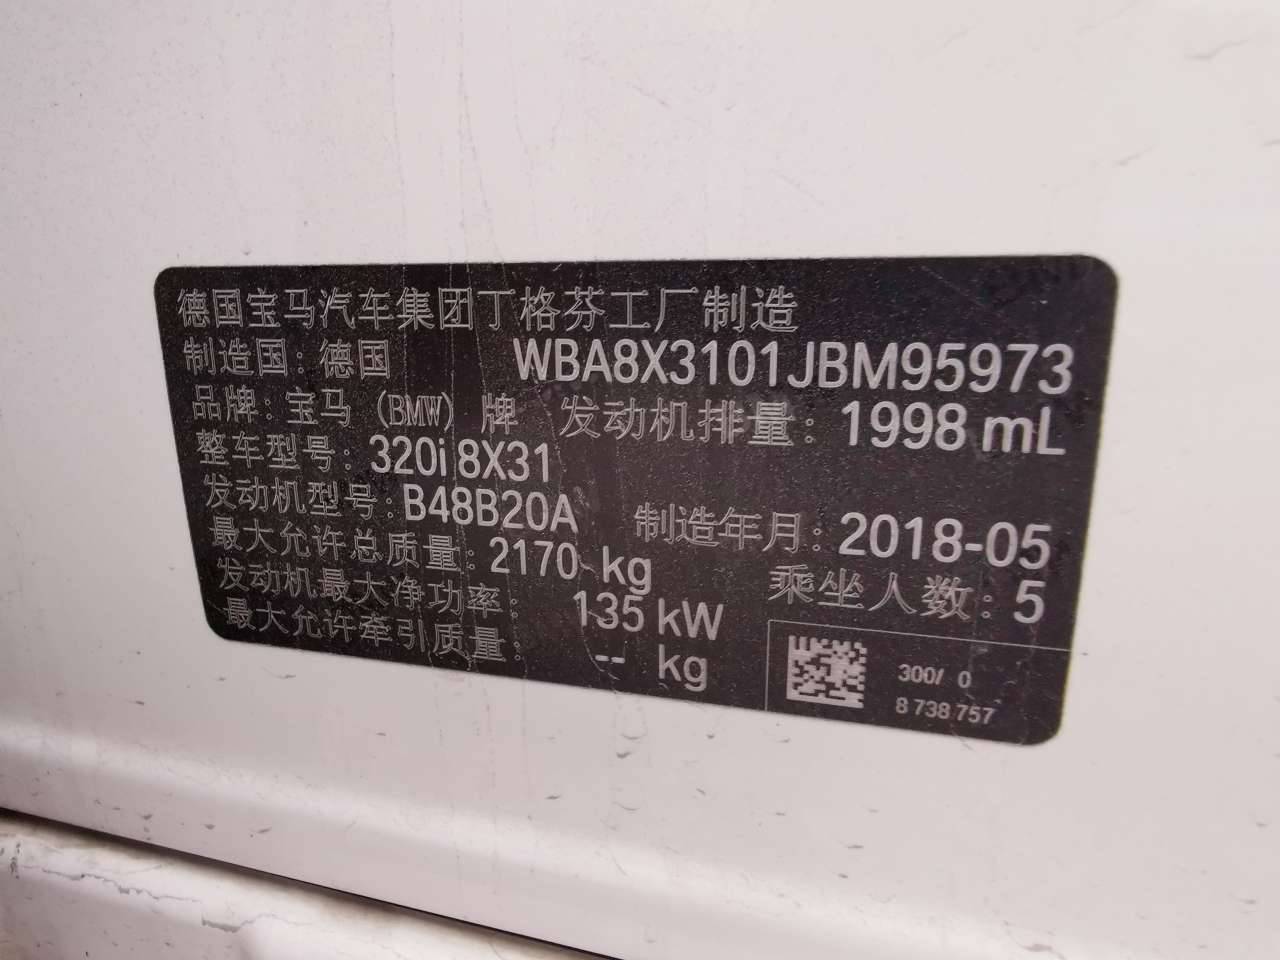 德国宝马汽车集团丁格芬工厂制造
制造国：德国 WBA8X3101JBM95973
品牌：宝马（BMW）牌 发动机排量：1998 mL
整车型号：320i 8X31
发动机型号：B48B20A 制造年月：2018-05
最大允许总质量：2170 kg 乘坐人数：5
发动机最大净功率：135 kW
最大允许牵引质量：-- kg
300/ 0
8 738 757